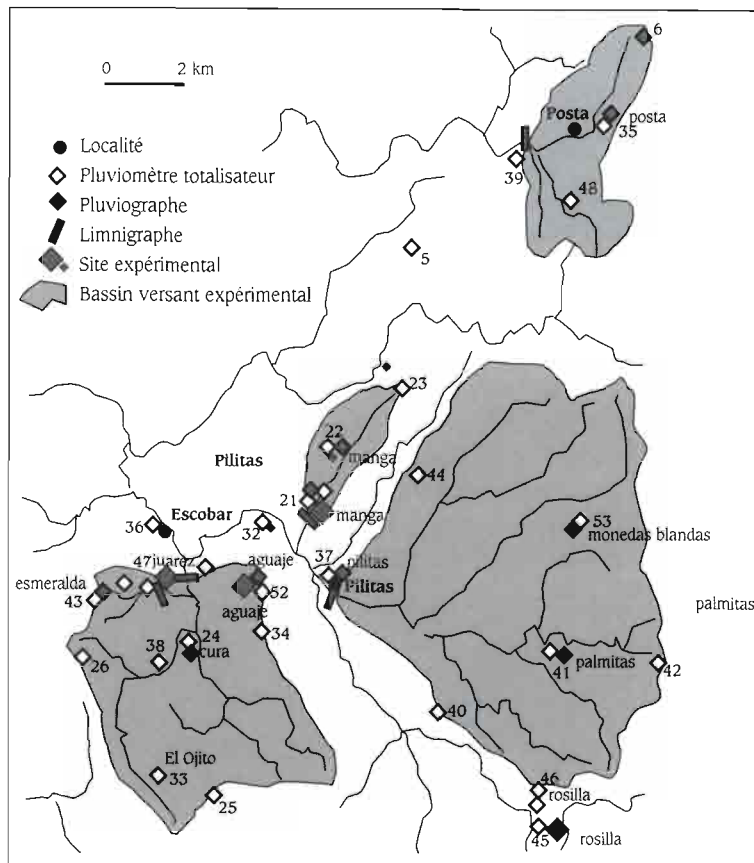 0 2 km
Localité
Pluviomètre totalisateur
Pluviographe
Limnigraphe
Site expérimental
Bassin versant expérimental
6
Posta
posta
35
39
48
5
23
22
manga
Pilitas
44
21
manga
Escobar
36
32
53
monedas blandas
47 juarez
aguaje
37
pilitas
Pilitas
esmeralda
43
52
aguaje
palmitas
34
24
cura
38
26
41
palmitas
42
40
El Ojito
33
25
46
rosilla
45
rosilla